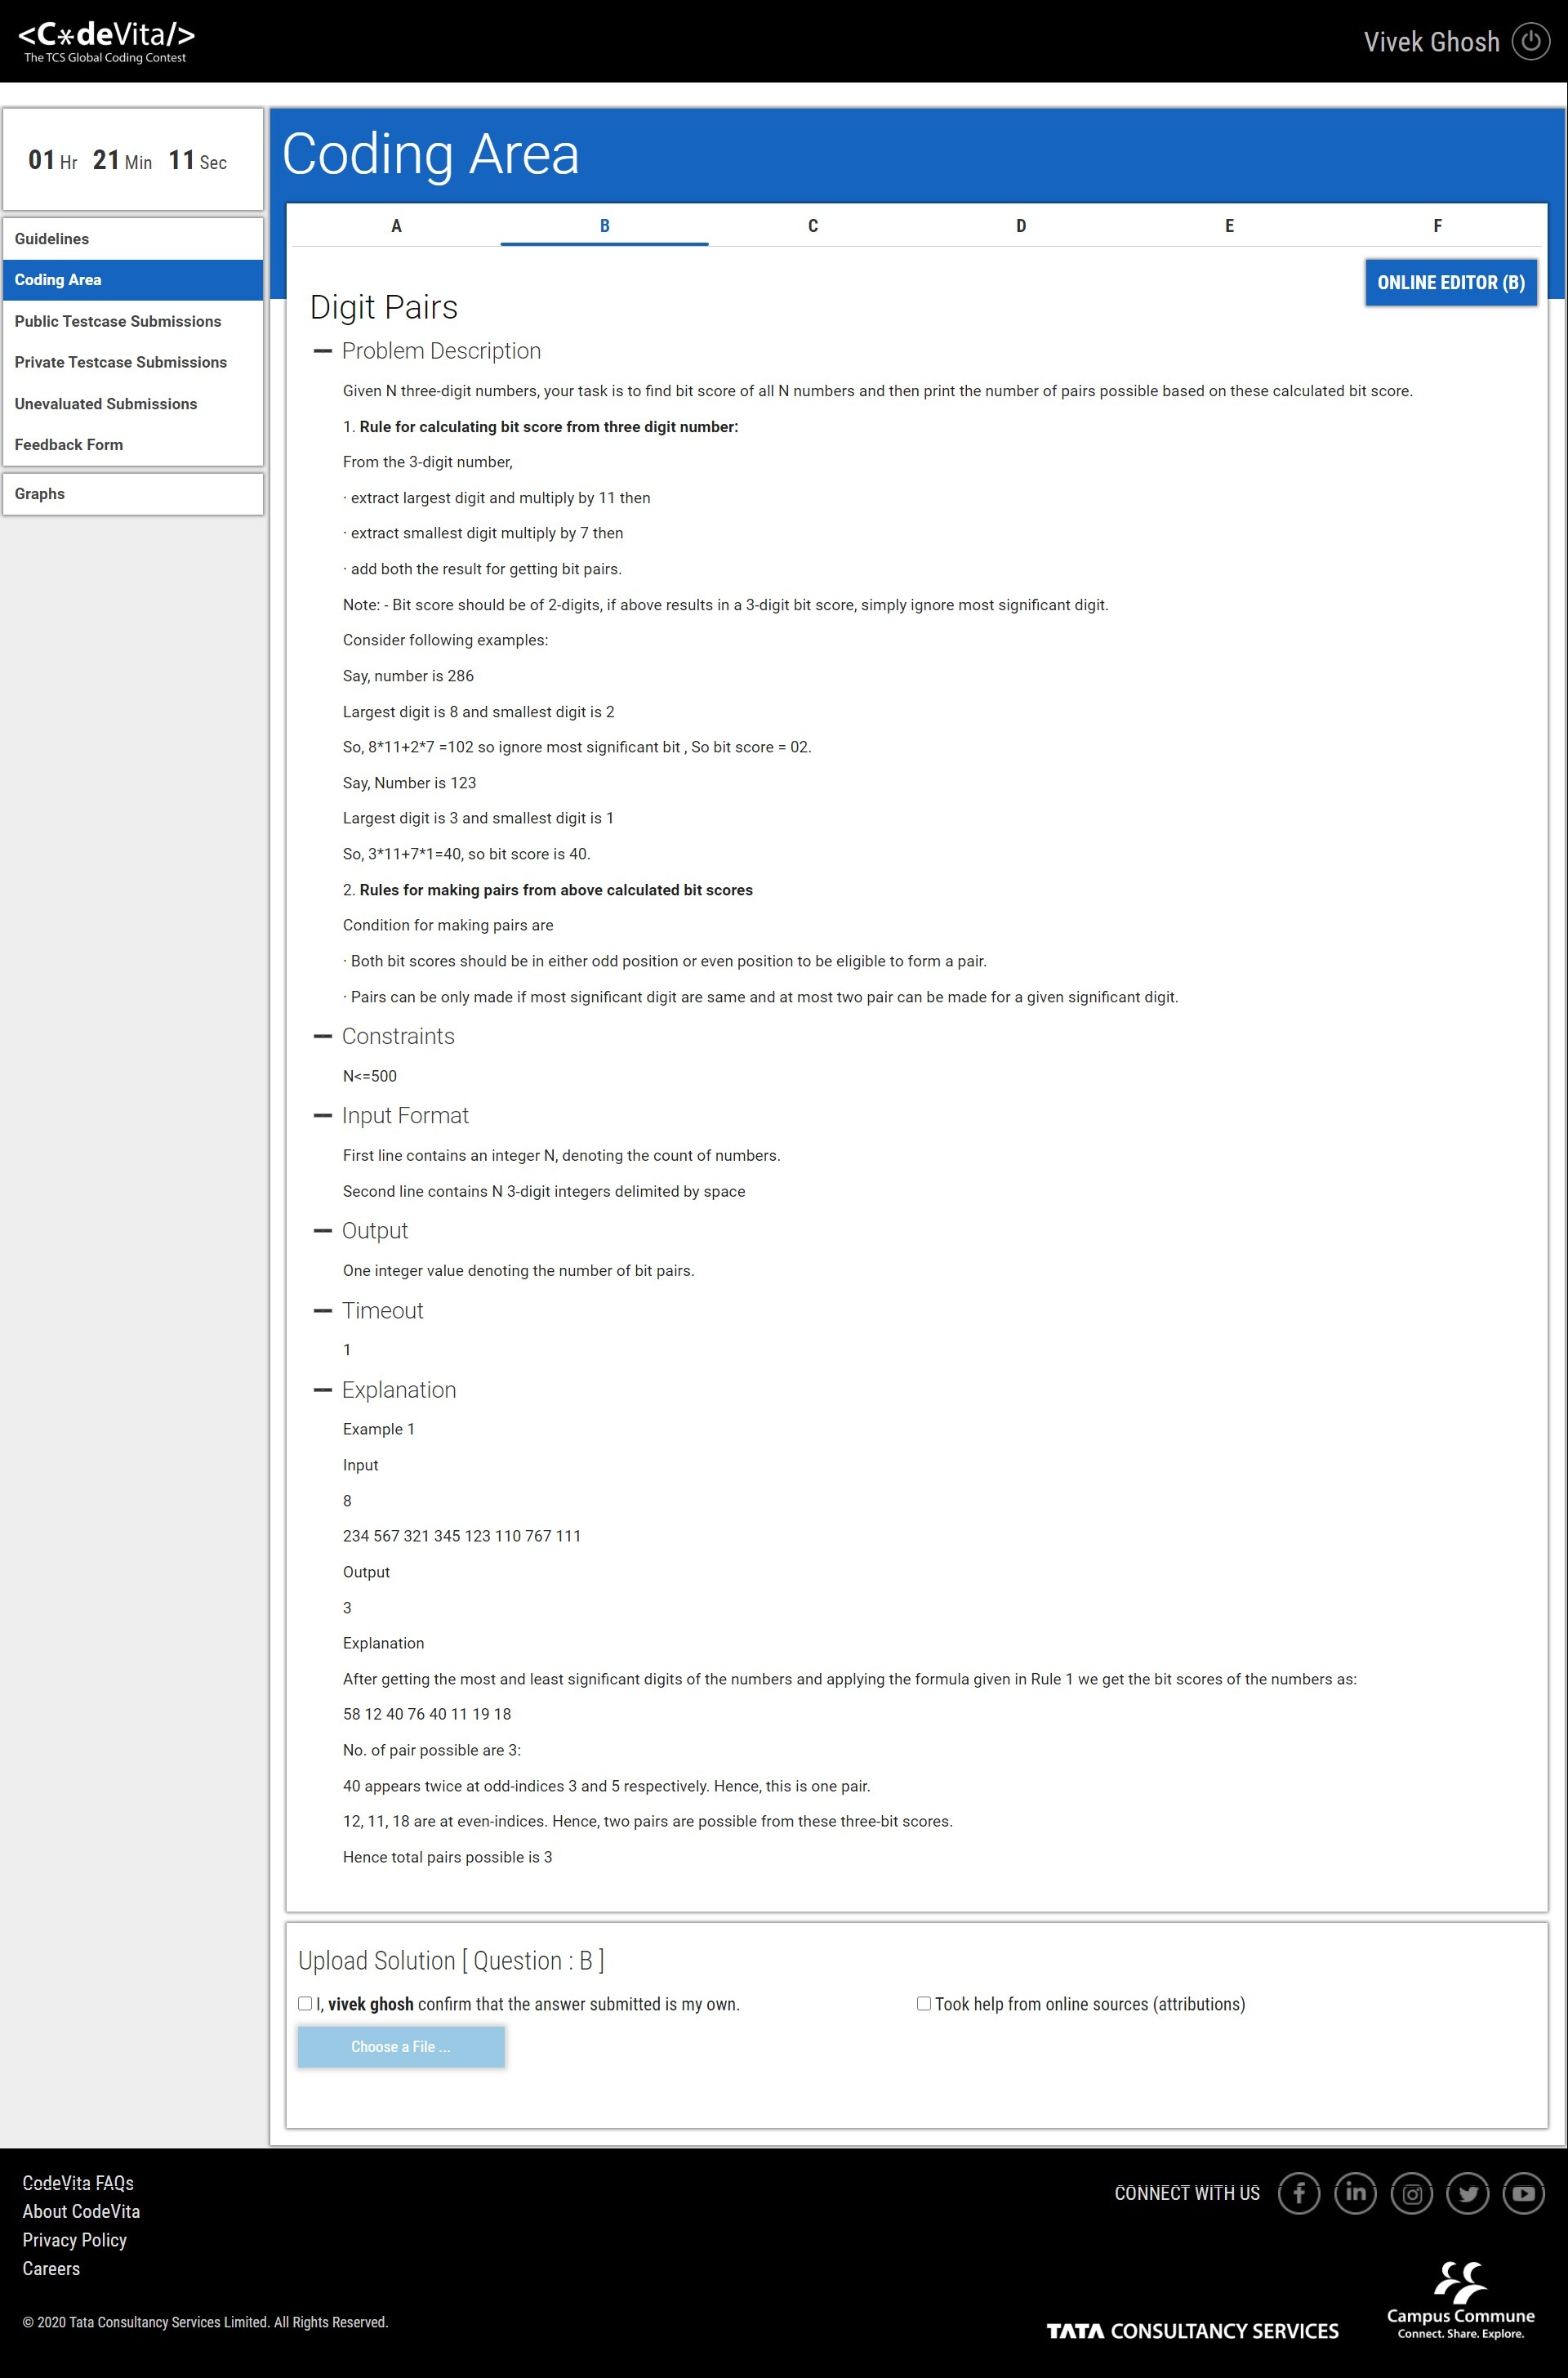 <C*deVita/>
The TCS Global Coding Contest
Vivek Ghosh
01 Hr 21 Min 11 Sec
Guidelines
Coding Area
Public Testcase Submissions
Private Testcase Submissions
Unevaluated Submissions
Feedback Form
Graphs
Coding Area
A B C D E F
ONLINE EDITOR (B)
Digit Pairs
Problem Description
Given N three-digit numbers, your task is to find bit score of all N numbers and then print the number of pairs possible based on these calculated bit score.
1. Rule for calculating bit score from three digit number:
From the 3-digit number,
· extract largest digit and multiply by 11 then
· extract smallest digit multiply by 7 then
· add both the result for getting bit pairs.
Note: - Bit score should be of 2-digits, if above results in a 3-digit bit score, simply ignore most significant digit.
Consider following examples:
Say, number is 286
Largest digit is 8 and smallest digit is 2
So, 8*11+2*7 =102 so ignore most significant bit , So bit score = 02.
Say, Number is 123
Largest digit is 3 and smallest digit is 1
So, 3*11+7*1=40, so bit score is 40.
2. Rules for making pairs from above calculated bit scores
Condition for making pairs are
· Both bit scores should be in either odd position or even position to be eligible to form a pair.
· Pairs can be only made if most significant digit are same and at most two pair can be made for a given significant digit.
Constraints
N<=500
Input Format
First line contains an integer N, denoting the count of numbers.
Second line contains N 3-digit integers delimited by space
Output
One integer value denoting the number of bit pairs.
Timeout
1
Explanation
Example 1
Input
8
234 567 321 345 123 110 767 111
Output
3
Explanation
After getting the most and least significant digits of the numbers and applying the formula given in Rule 1 we get the bit scores of the numbers as:
58 12 40 76 40 11 19 18
No. of pair possible are 3:
40 appears twice at odd-indices 3 and 5 respectively. Hence, this is one pair.
12, 11, 18 are at even-indices. Hence, two pairs are possible from these three-bit scores.
Hence total pairs possible is 3
Upload Solution [ Question : B ]
I, vivek ghosh confirm that the answer submitted is my own.
Took help from online sources (attributions)
Choose a File ...
CodeVita FAQs
About CodeVita
Privacy Policy
Careers
© 2020 Tata Consultancy Services Limited. All Rights Reserved.
CONNECT WITH US
TATA CONSULTANCY SERVICES
Campus Commune
Connect. Share. Explore.